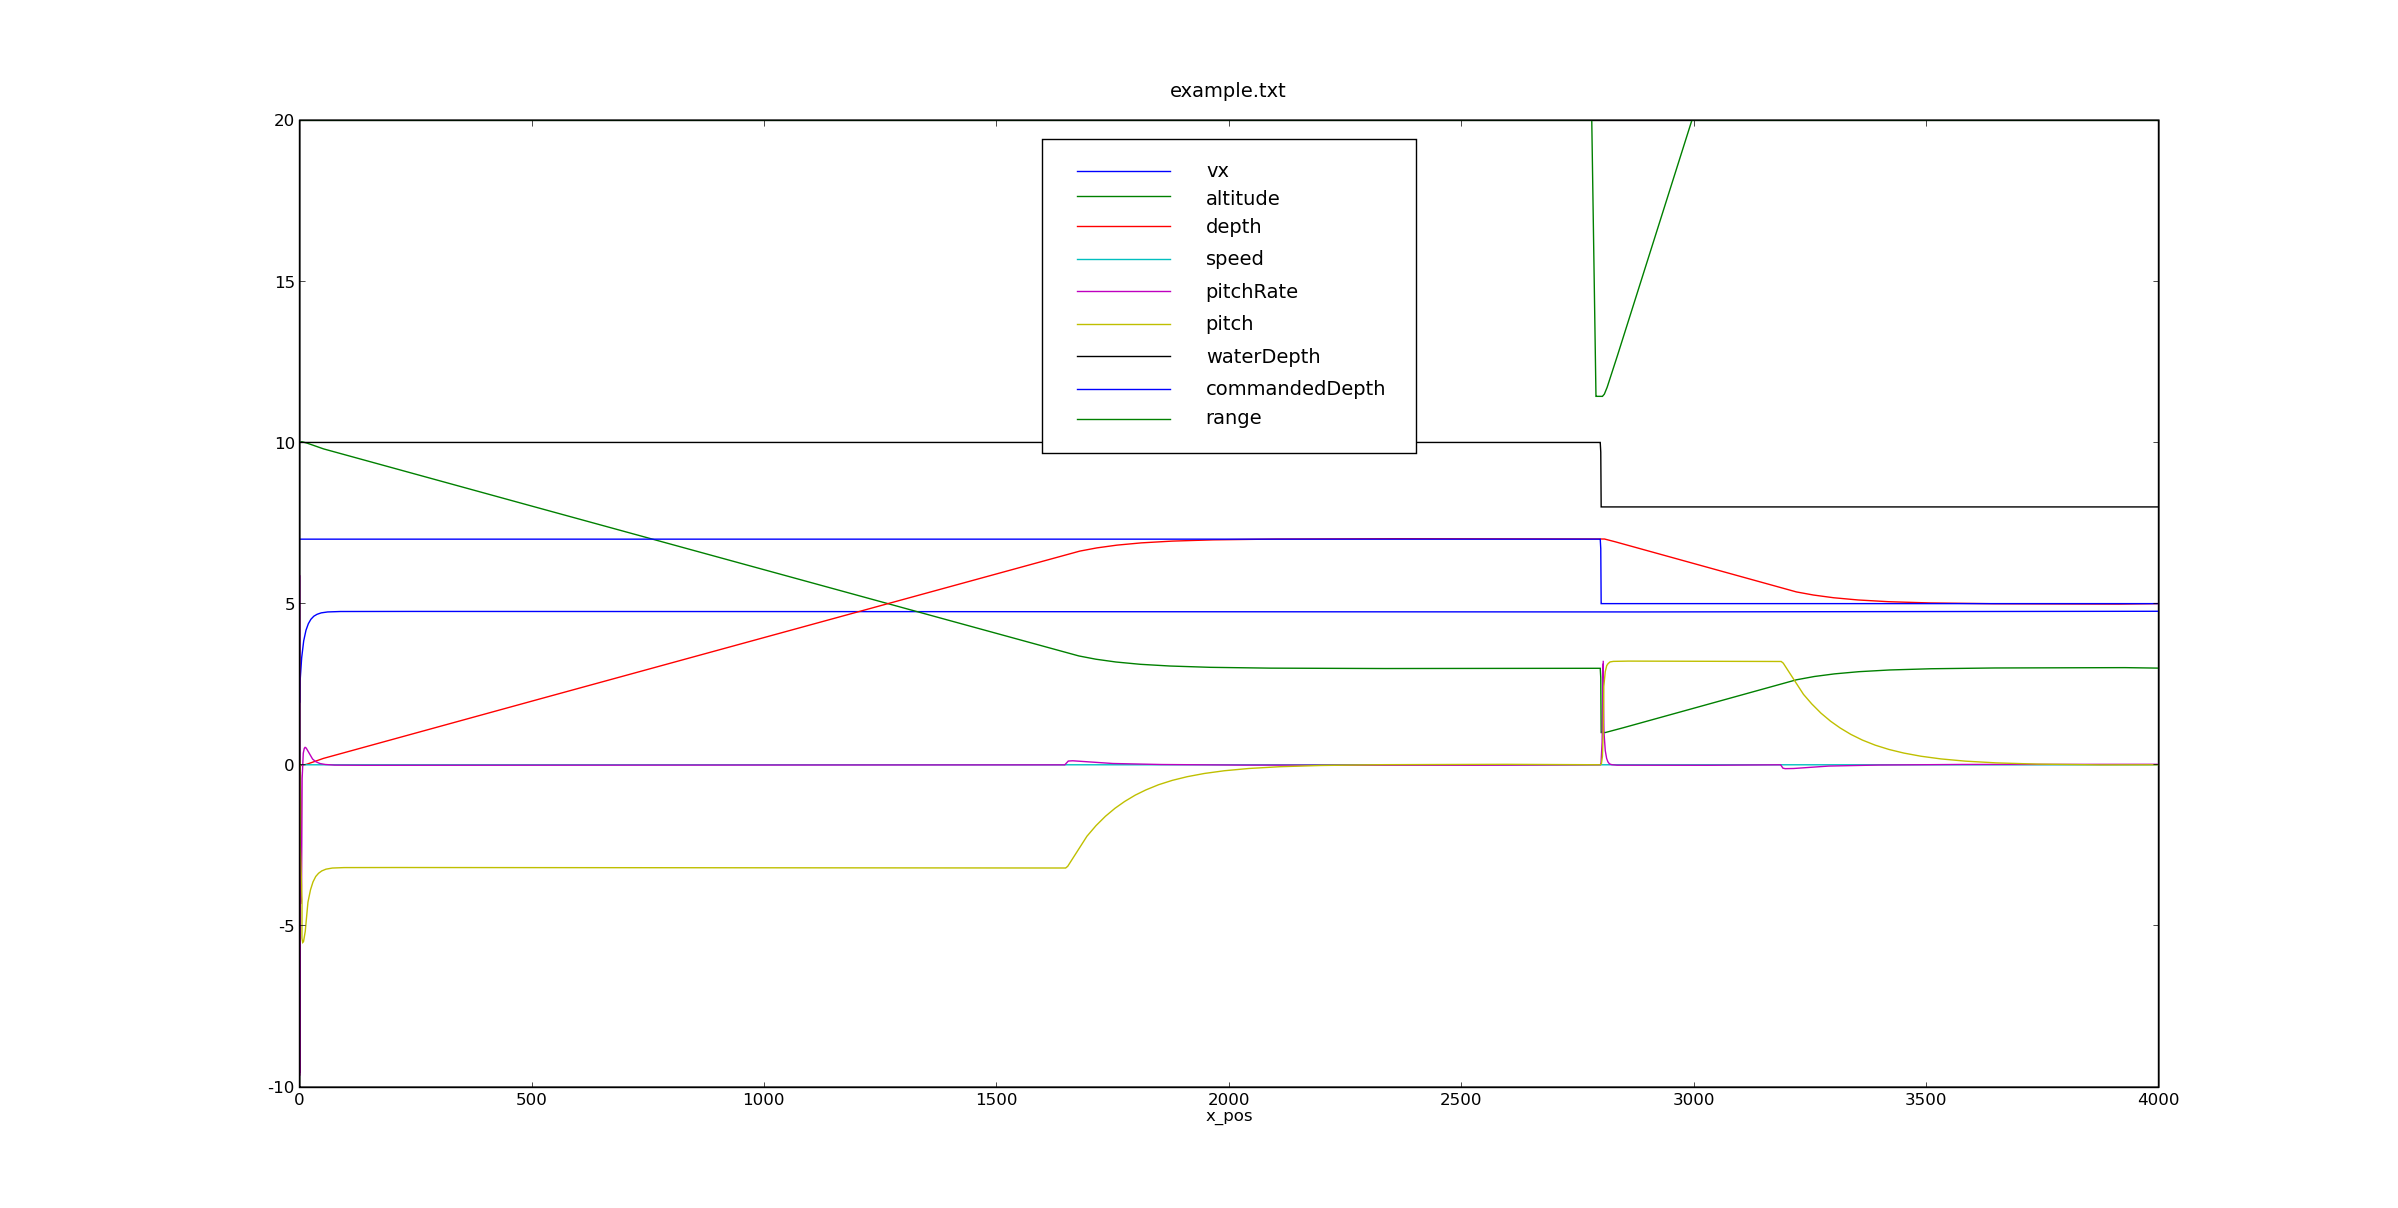 example.txt
20
15
10
5
0
-5
-10
vx
altitude
depth
speed
pitchRate
pitch
waterDepth
commandedDepth
range
0 500 1000 1500 2000 2500 3000 3500 4000
x_pos